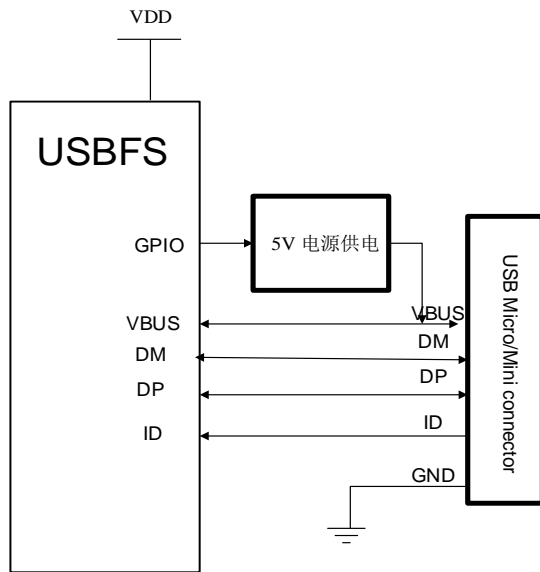 VDD
USBFS
GPIO
5V 电源供电
VBUS
VBUS
DM
DM
DP
DP
ID
ID
GND
USB Micro/Mini connector